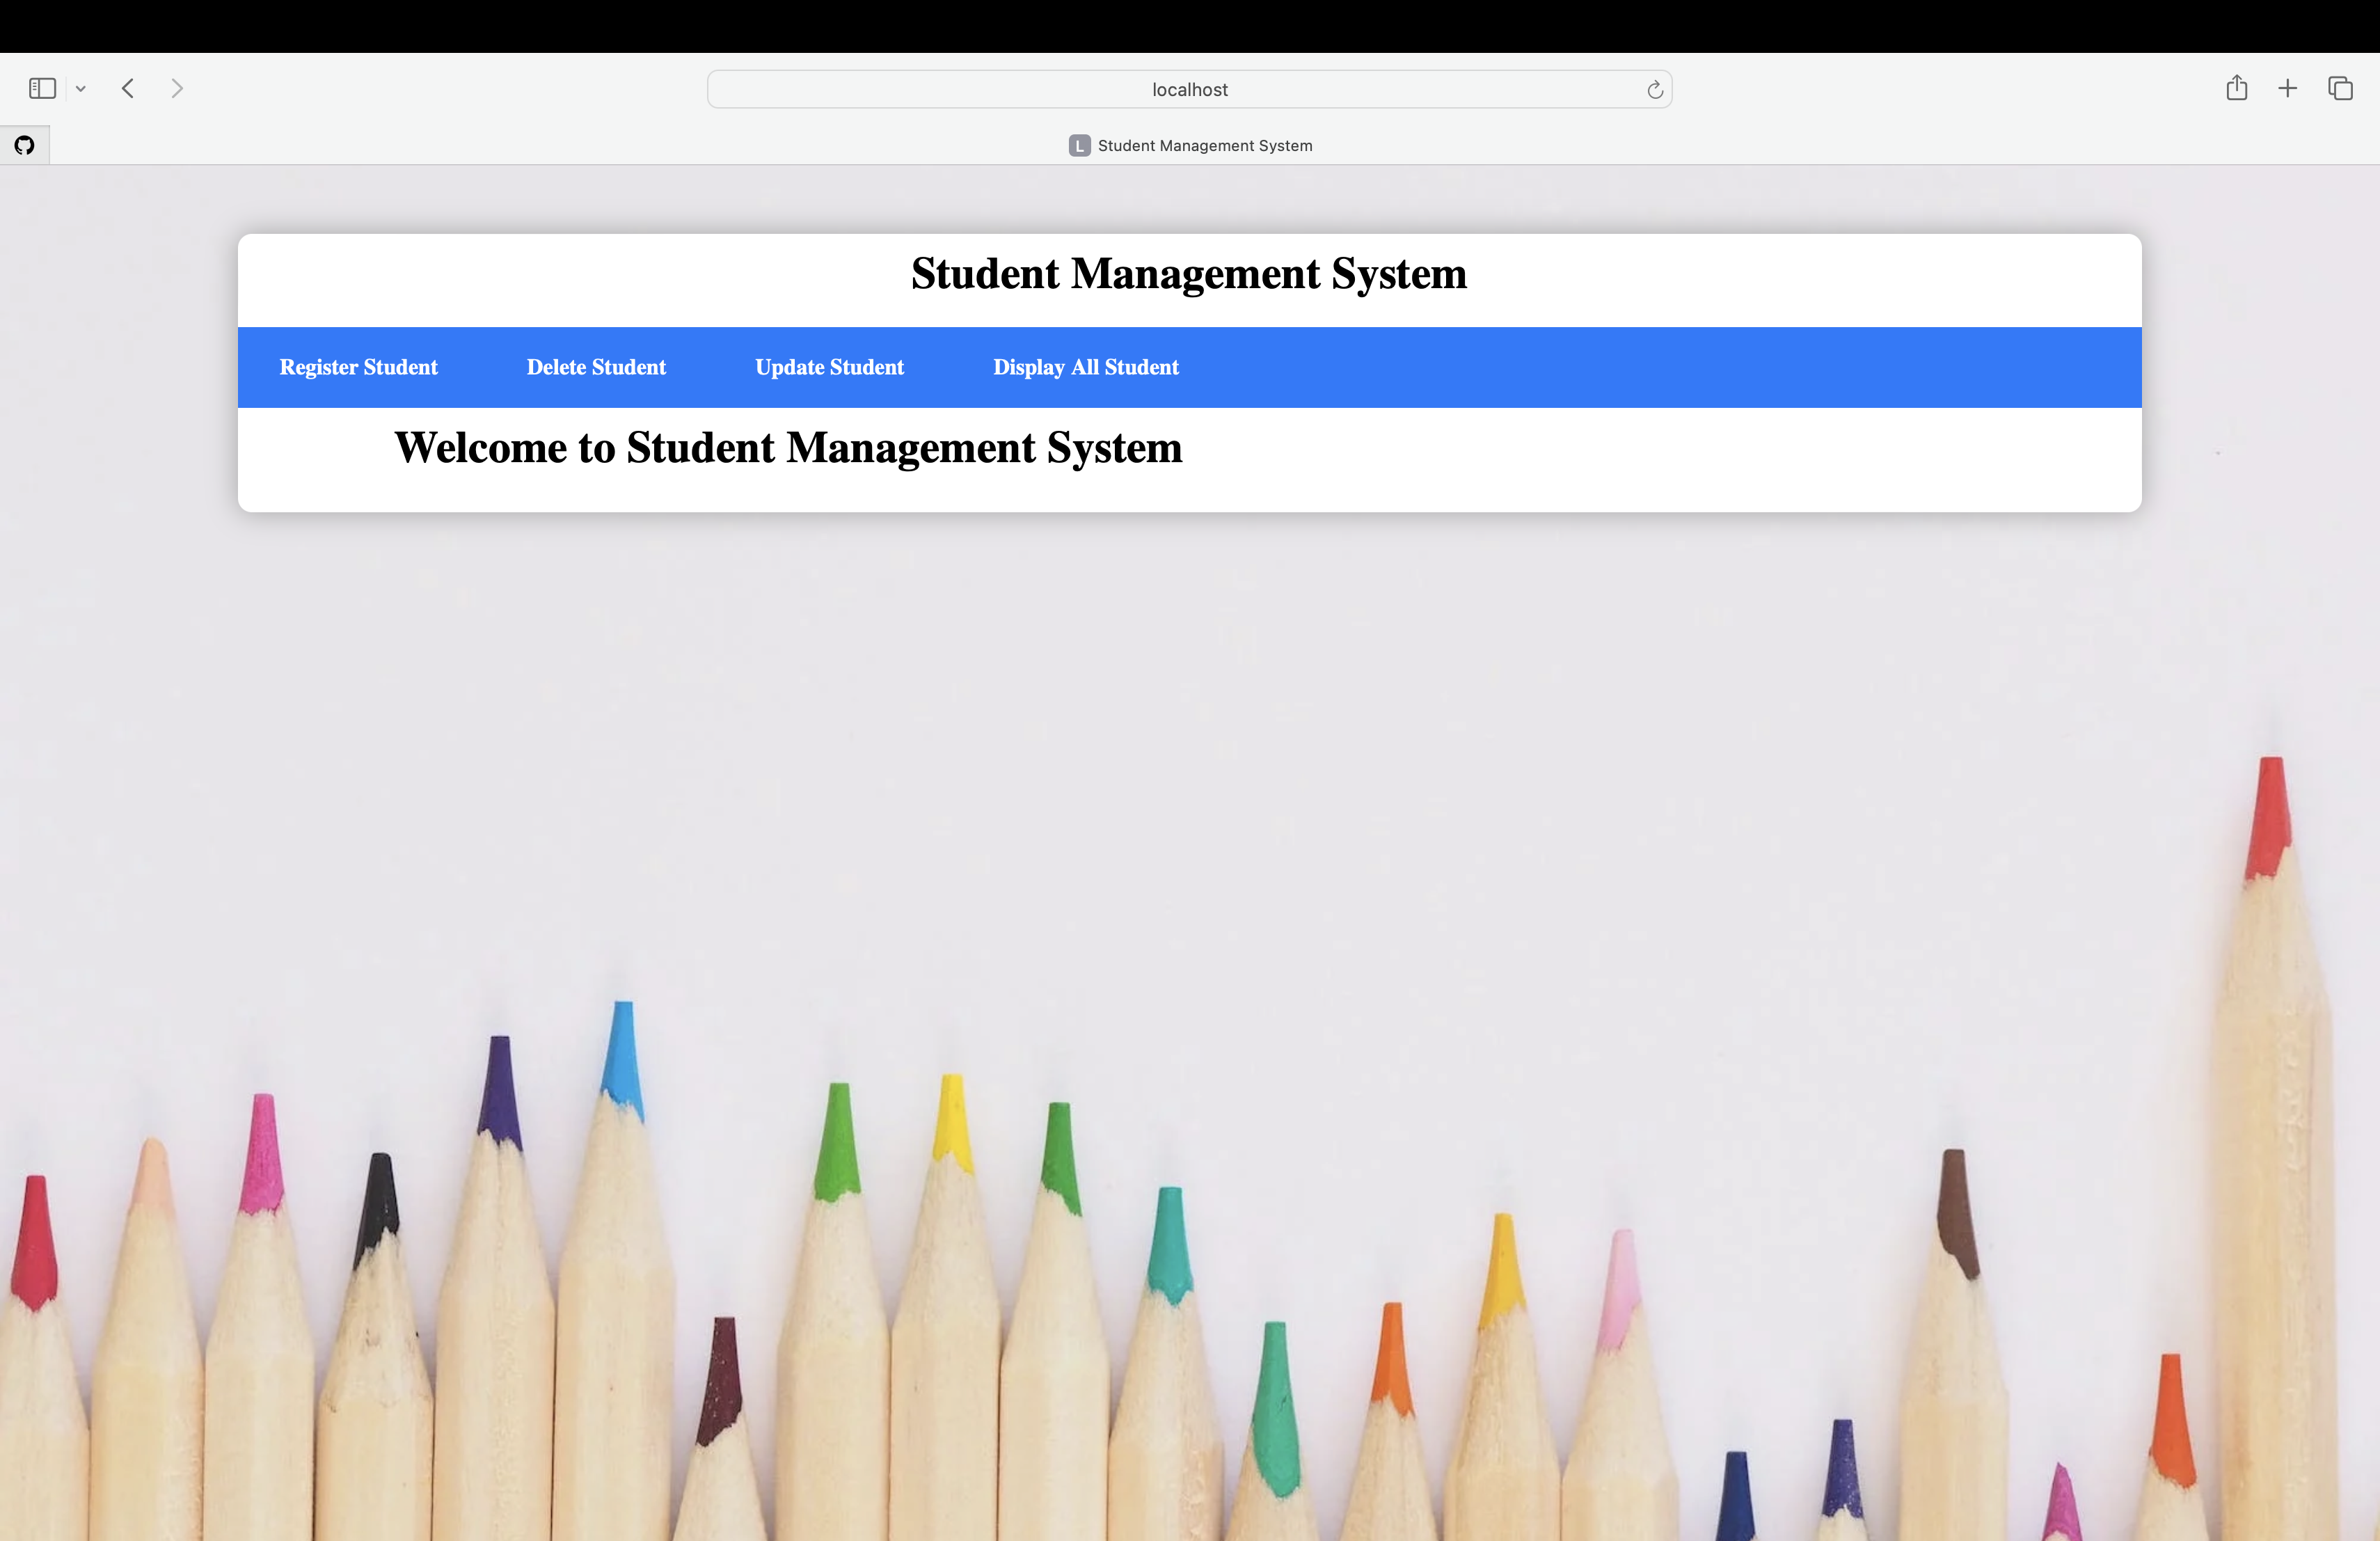 localhost
L Student Management System
Student Management System
Register Student Delete Student Update Student Display All Student
Welcome to Student Management System